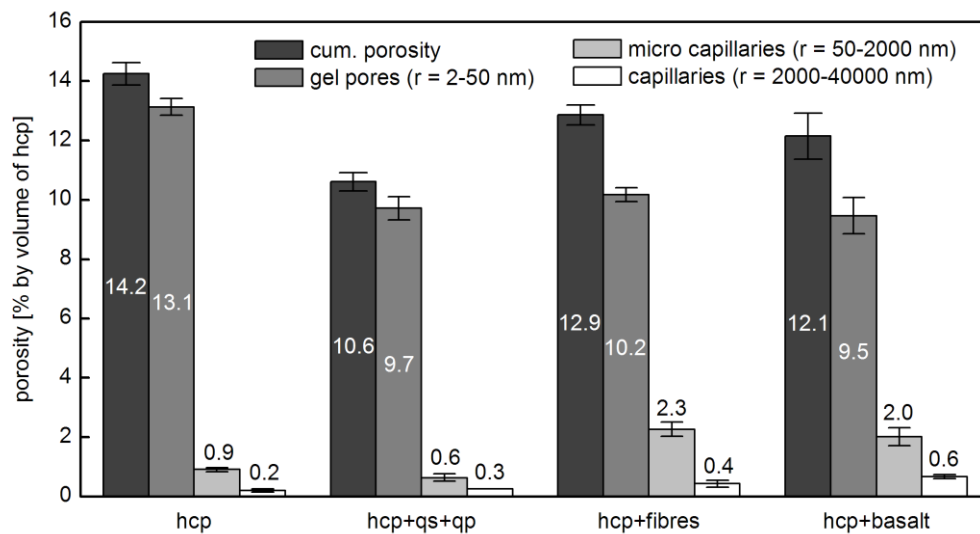 16
14
12
10
8
6
4
2
0
porosity [% by volume of hcp]
cum. porosity
gel pores (r = 2-50 nm)
micro capillaries (r = 50-2000 nm)
capillaries (r = 2000-40000 nm)
14.2
13.1
0.9
0.2
10.6
9.7
0.6
0.3
12.9
10.2
2.3
0.4
12.1
9.5
2.0
0.6
hcp
hcp+qs+qp
hcp+fibres
hcp+basalt